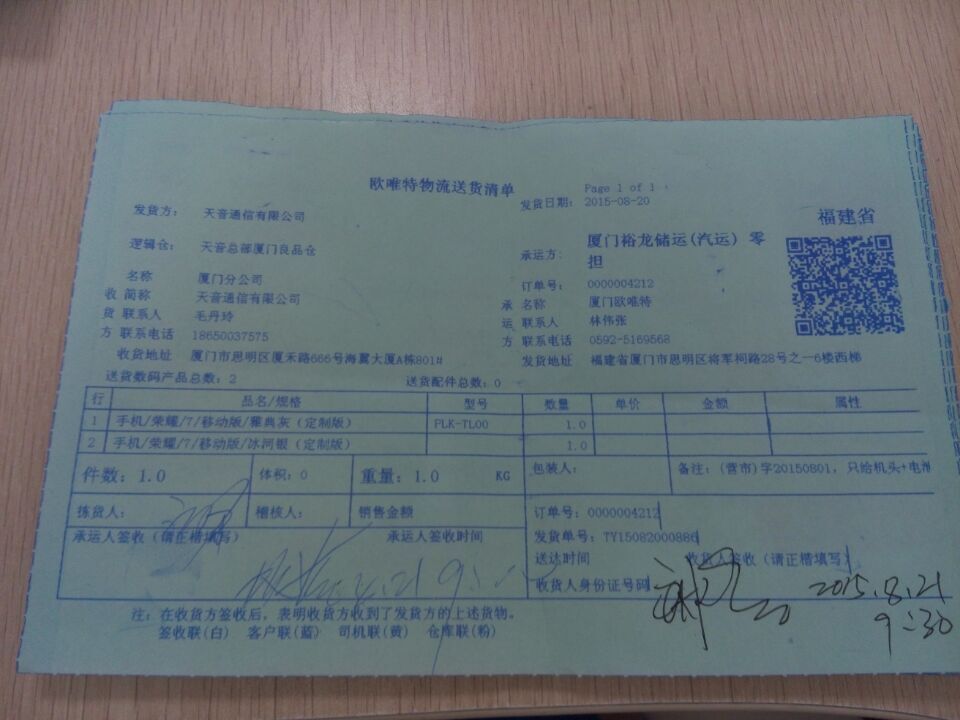 欧唯特物流送货清单
Page 1 of 1
发货方： 天音通信有限公司
发货日期： 2015-08-20
福建省
逻辑仓： 天音总部厦门良品仓
承运方： 厦门裕龙储运(汽运) 零担
名称 厦门分公司
订单号： 0000004212
收 简称 天音通信有限公司
承 名称 厦门欧唯特
货 联系人 毛丹玲
运 联系人 林伟张
方 联系电话 18650037575
方 联系电话 0592-5169568
收货地址 厦门市思明区厦禾路666号海翼大厦A栋801#
发货地址 福建省厦门市思明区将军祠路28号之一6楼西梯
送货数码产品总数：2 送货配件总数：0
行 品名/规格 型号 数量 单价 金额 属性
1 手机/荣耀/7/移动版/雅典灰（定制版） PLK-TL00 1.0
2 手机/荣耀/7/移动版/冰河银（定制版） 1.0
件数：1.0 体积：0 重量：1.0 KG 包装人： 备注：(营市)字20150801，只给机头+电池
拣货人： 稽核人： 销售金额 订单号：0000004212
承运人签收（请正楷填写） 承运人签收时间 发货单号：TY15082000886
送达时间 收货人签收（请正楷填写）
收货人身份证号码
2015.8.21
9:30
注：在收货方签收后，表明收货方收到了发货方的上述货物。
签收联(白) 客户联(蓝) 司机联(黄) 仓库联(粉)